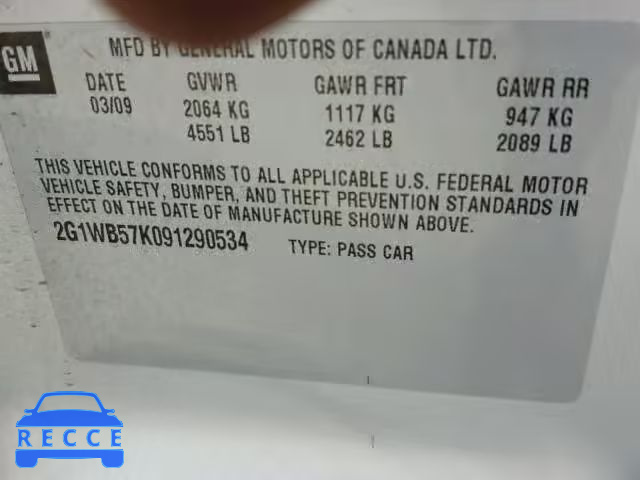 GM
MFD BY GENERAL MOTORS OF CANADA LTD.
DATE GVWR GAWR FRT GAWR RR
03/09 2064 KG 1117 KG 947 KG
4551 LB 2462 LB 2089 LB
THIS VEHICLE CONFORMS TO ALL APPLICABLE U.S. FEDERAL MOTOR
VEHICLE SAFETY, BUMPER, AND THEFT PREVENTION STANDARDS IN
EFFECT ON THE DATE OF MANUFACTURE SHOWN ABOVE.
2G1WB57K091290534 TYPE: PASS CAR
RECCE